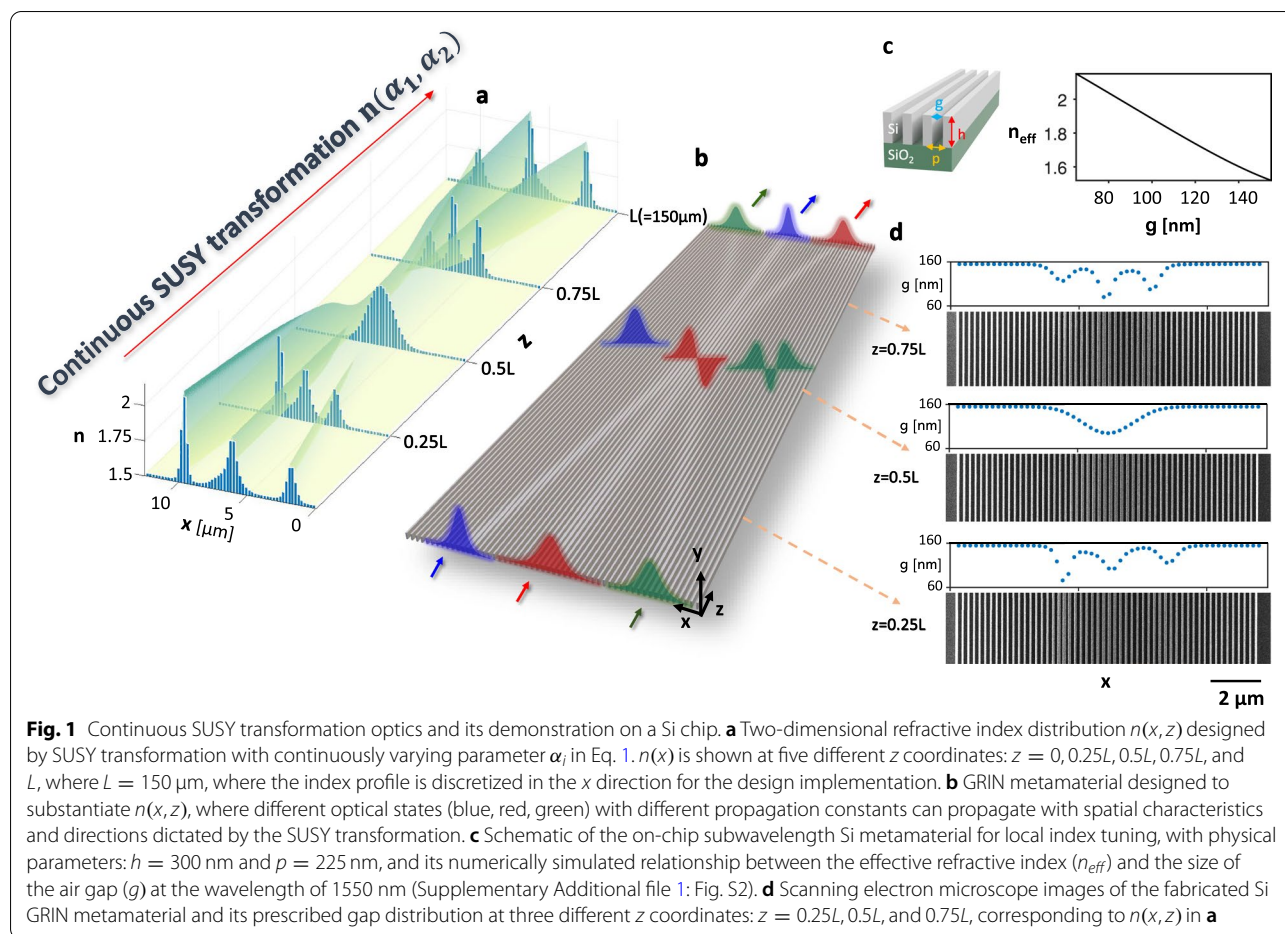 Continuous SUSY transformation n(α₁, α₂)
a
L(=150μm)
0.75L
0.5L
0.25L
z
n
2
1.75
1.5
10
5
0
x [μm]
b
y
x
z
c
g
Si
h
SiO₂
p
n_eff
2
1.8
1.6
80
100
120
140
g [nm]
d
160
g [nm]
60
z=0.75L
160
g [nm]
60
z=0.5L
160
g [nm]
60
z=0.25L
x
2 μm
Fig. 1 Continuous SUSY transformation optics and its demonstration on a Si chip. a Two-dimensional refractive index distribution n(x, z) designed
by SUSY transformation with continuously varying parameter αᵢ in Eq. 1. n(x) is shown at five different z coordinates: z = 0, 0.25L, 0.5L, 0.75L, and
L, where L = 150 μm, where the index profile is discretized in the x direction for the design implementation. b GRIN metamaterial designed to
substantiate n(x, z), where different optical states (blue, red, green) with different propagation constants can propagate with spatial characteristics
and directions dictated by the SUSY transformation. c Schematic of the on-chip subwavelength Si metamaterial for local index tuning, with physical
parameters: h = 300 nm and p = 225 nm, and its numerically simulated relationship between the effective refractive index (n_eff) and the size of
the air gap (g) at the wavelength of 1550 nm (Supplementary Additional file 1: Fig. S2). d Scanning electron microscope images of the fabricated Si
GRIN metamaterial and its prescribed gap distribution at three different z coordinates: z = 0.25L, 0.5L, and 0.75L, corresponding to n(x, z) in a